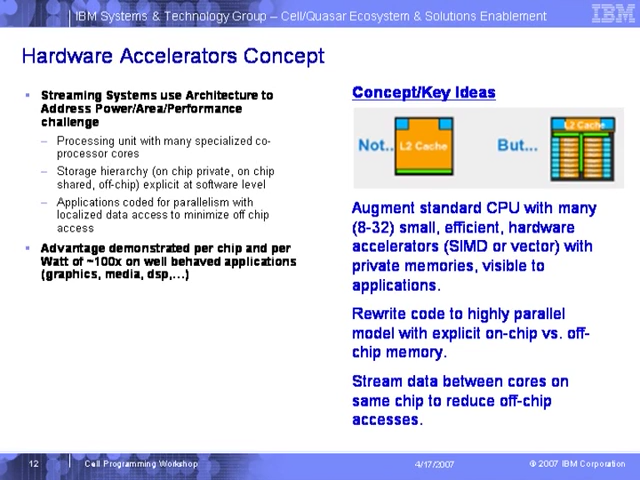 IBM Systems & Technology Group – Cell/Quasar Ecosystem & Solutions Enablement
IBM
Hardware Accelerators Concept
▪ Streaming Systems use Architecture to
Address Power/Area/Performance
challenge
– Processing unit with many specialized co-
processor cores
– Storage hierarchy (on chip private, on chip
shared, off-chip) explicit at software level
– Applications coded for parallelism with
localized data access to minimize off chip
access
▪ Advantage demonstrated per chip and per
Watt of ~100x on well behaved applications
(graphics, media, dsp,...)
Concept/Key Ideas
Not..
L2 Cache
But...
L2 Cache
Augment standard CPU with many
(8-32) small, efficient, hardware
accelerators (SIMD or vector) with
private memories, visible to
applications.
Rewrite code to highly parallel
model with explicit on-chip vs. off-
chip memory.
Stream data between cores on
same chip to reduce off-chip
accesses.
12
Cell Programming Workshop
4/17/2007
© 2007 IBM Corporation